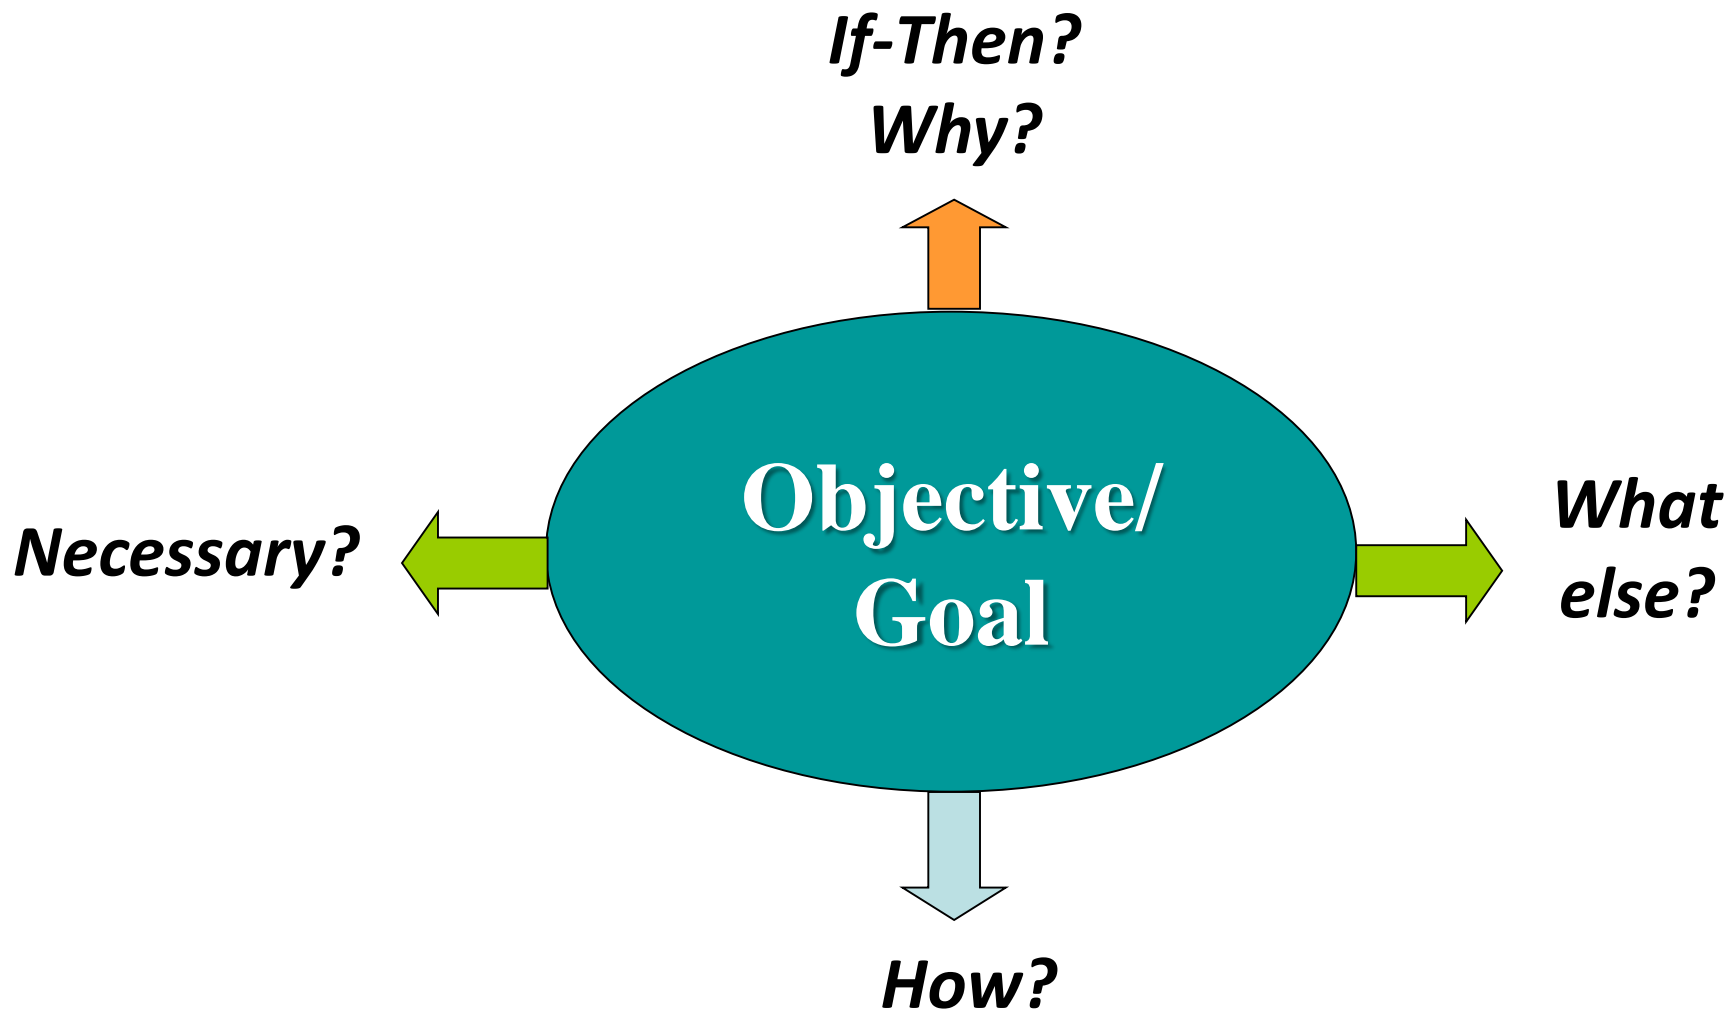 If-Then?
Why?
Objective/
Goal
Necessary?
What
else?
How?